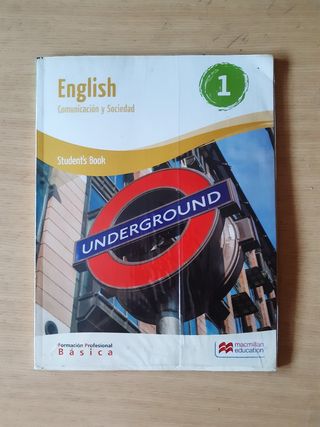 English
Comunicación y Sociedad
1
Student's Book
UNDERGROUND
Formación Profesional
Básica
macmillan
education